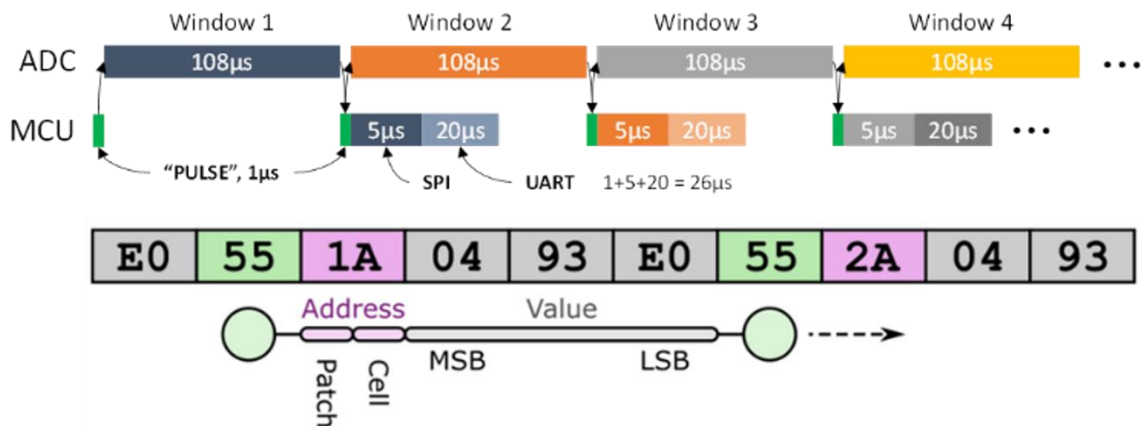 Window 1 Window 2 Window 3 Window 4
ADC 108µs 108µs 108µs 108µs ...
MCU 5µs 20µs 5µs 20µs 5µs 20µs ...
“PULSE”, 1µs SPI UART 1+5+20 = 26µs
E0 55 1A 04 93 E0 55 2A 04 93
Address Value
MSB LSB
Patch
Cell